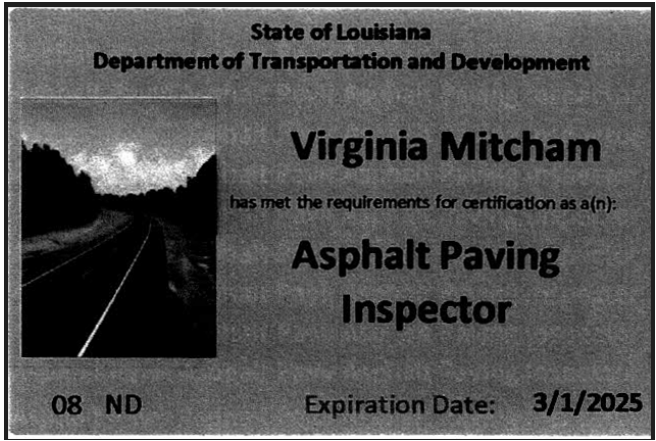 State of Louisiana
Department of Transportation and Development
Virginia Mitcham
has met the requirements for certification as a(n):
Asphalt Paving
Inspector
08 ND
Expiration Date: 3/1/2025